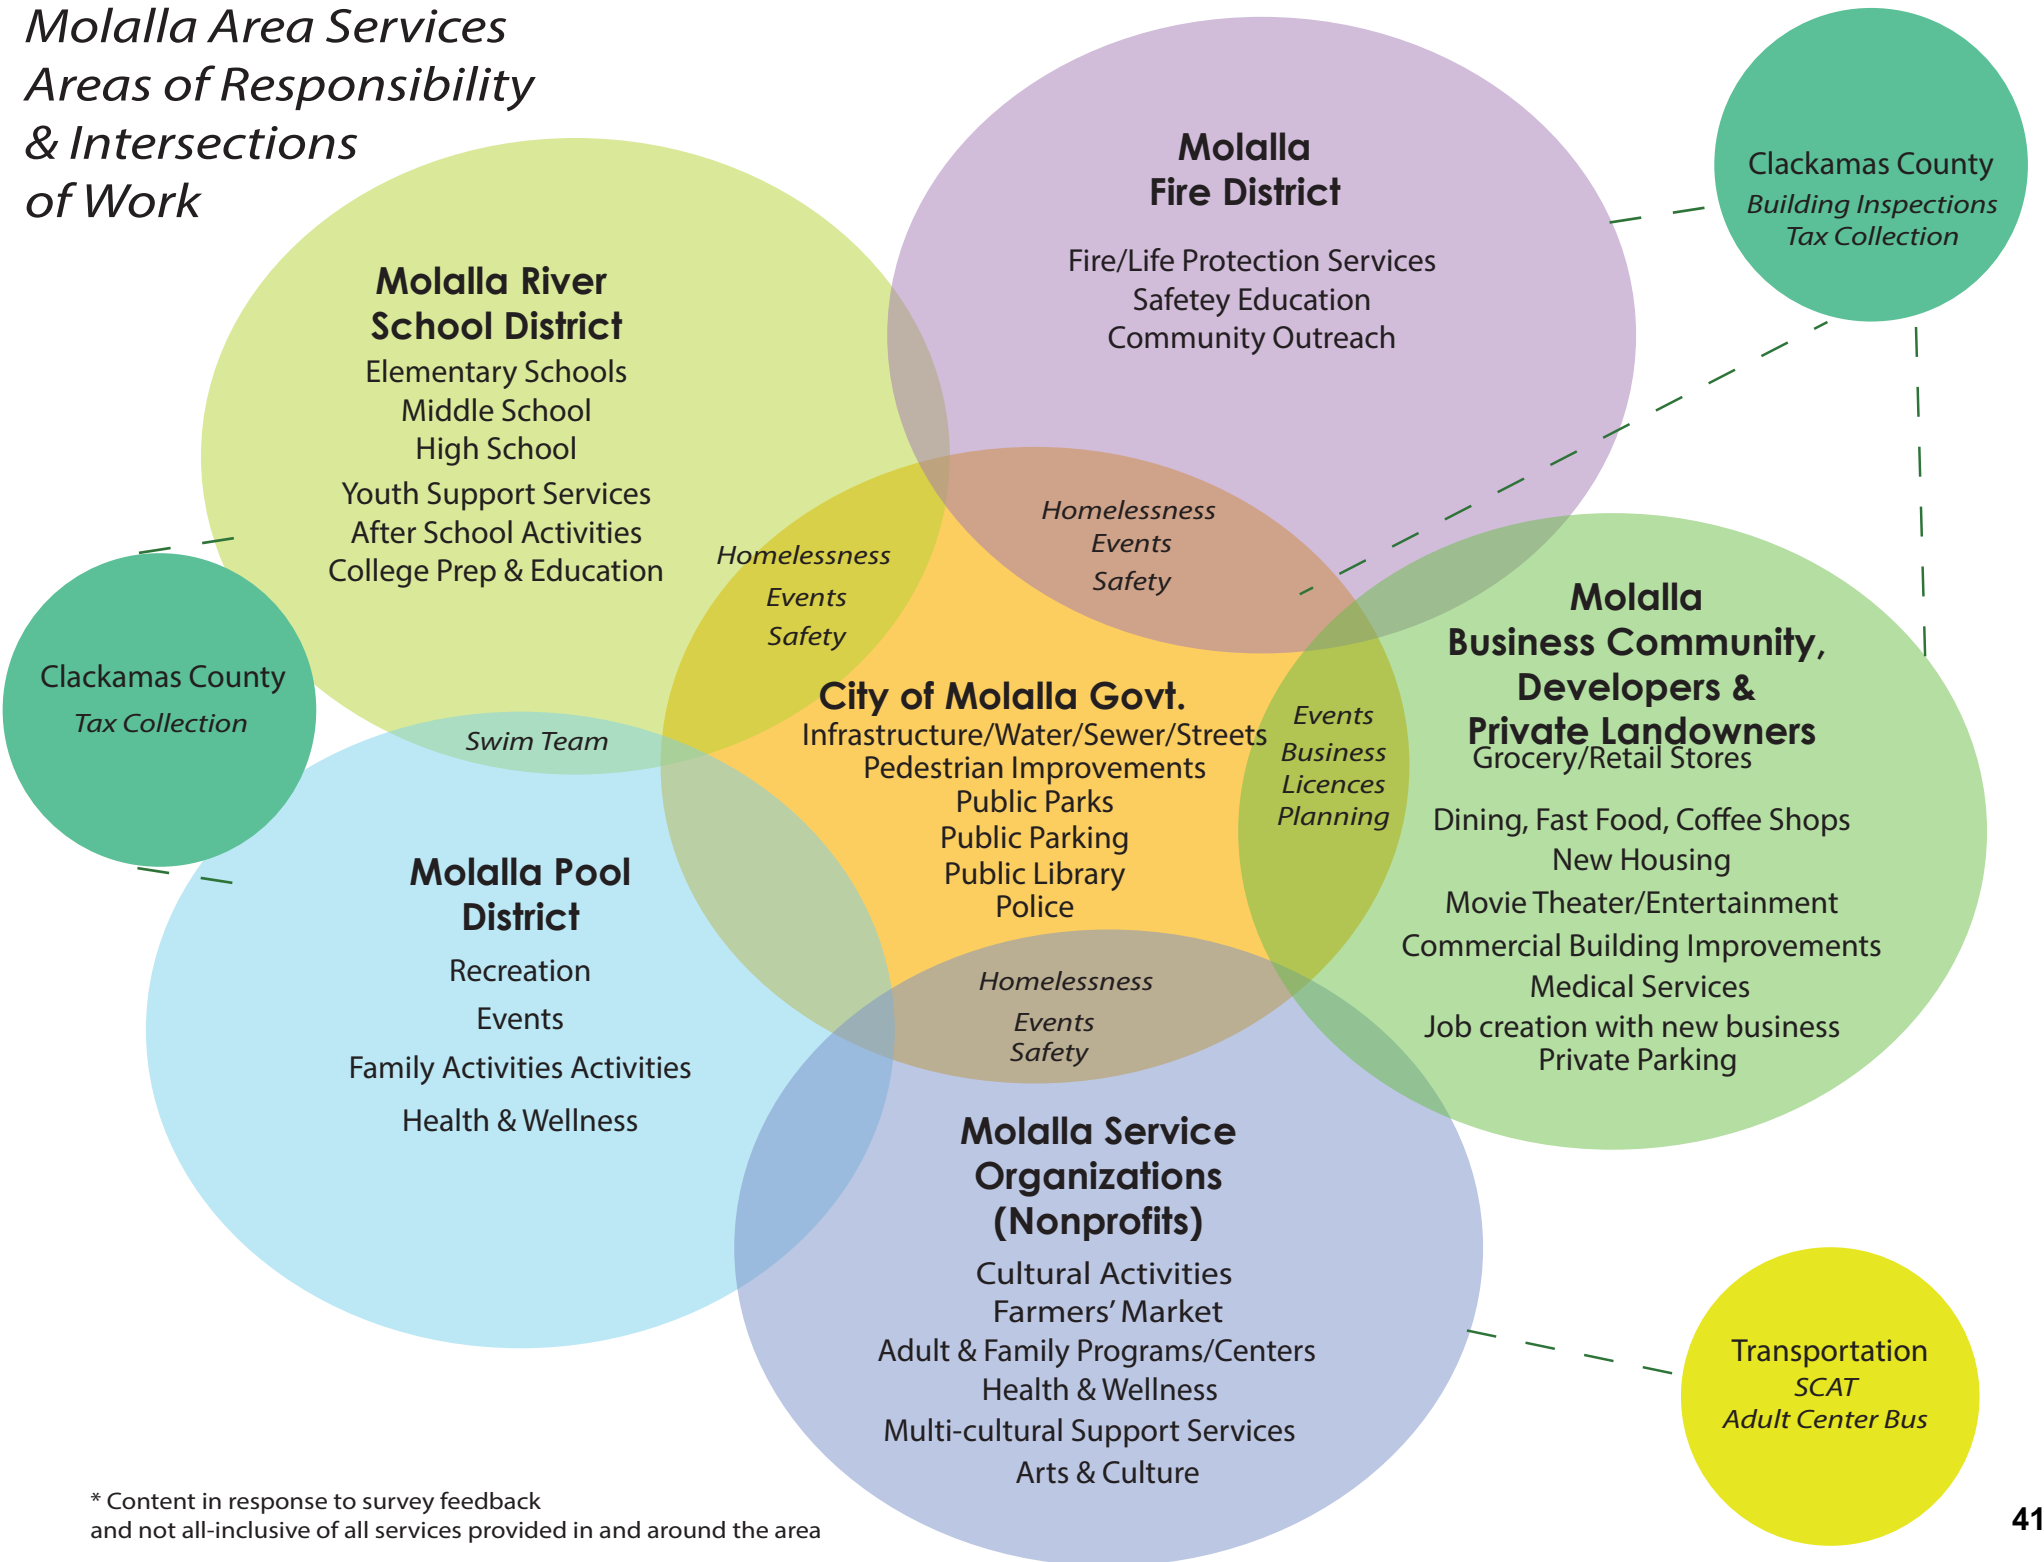 Molalla Area Services
Areas of Responsibility
& Intersections
of Work
Molalla
Fire District
Fire/Life Protection Services
Safetey Education
Community Outreach
Clackamas County
Building Inspections
Tax Collection
Molalla River
School District
Elementary Schools
Middle School
High School
Youth Support Services
After School Activities
College Prep & Education
Homelessness
Events
Safety
Homelessness
Events
Safety
Clackamas County
Tax Collection
Swim Team
City of Molalla Govt.
Infrastructure/Water/Sewer/Streets
Pedestrian Improvements
Public Parks
Public Parking
Public Library
Police
Events
Business
Licences
Planning
Molalla
Business Community,
Developers &
Private Landowners
Grocery/Retail Stores
Dining, Fast Food, Coffee Shops
New Housing
Movie Theater/Entertainment
Commercial Building Improvements
Medical Services
Job creation with new business
Private Parking
Molalla Pool
District
Recreation
Events
Family Activities Activities
Health & Wellness
Homelessness
Events
Safety
Molalla Service
Organizations
(Nonprofits)
Cultural Activities
Farmers’ Market
Adult & Family Programs/Centers
Health & Wellness
Multi-cultural Support Services
Arts & Culture
Transportation
SCAT
Adult Center Bus
* Content in response to survey feedback
and not all-inclusive of all services provided in and around the area
41